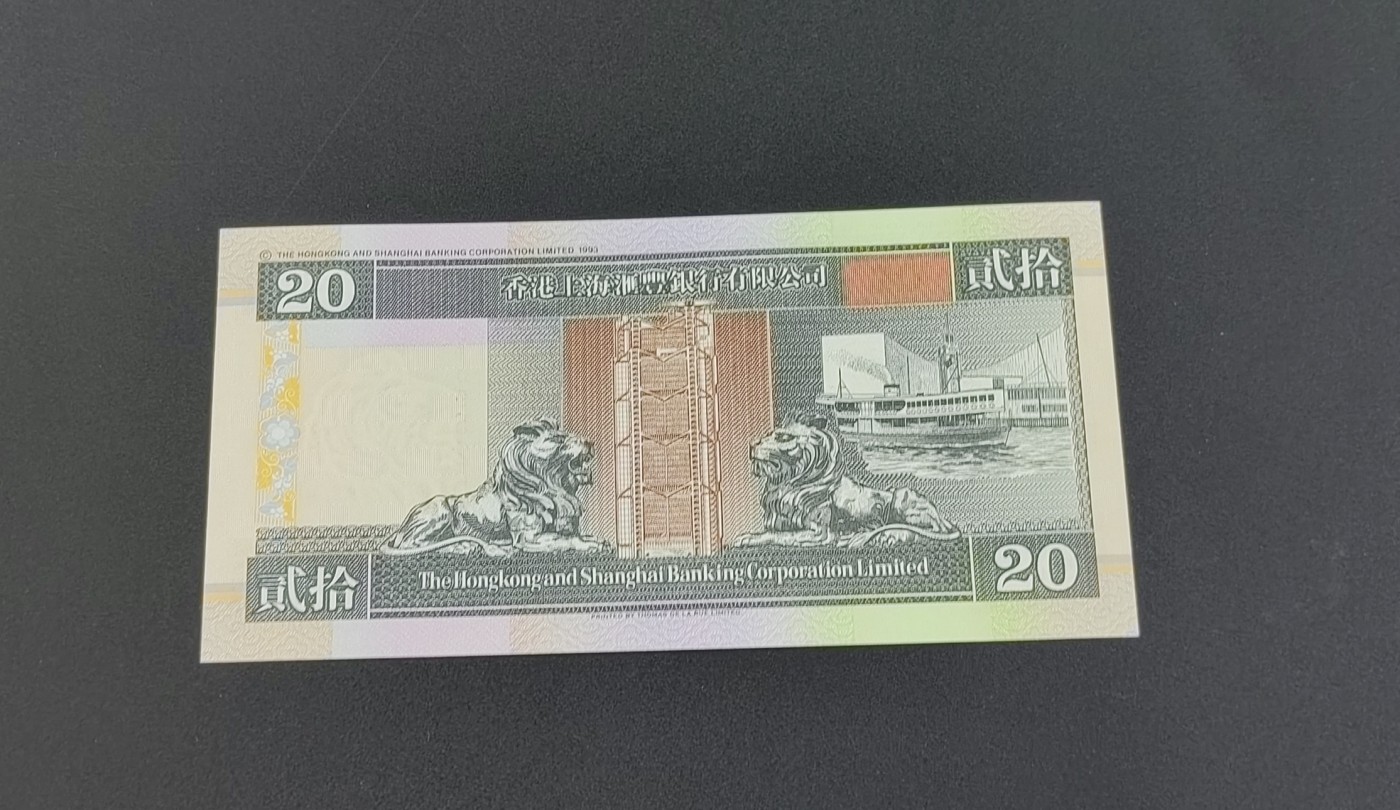 © THE HONGKONG AND SHANGHAI BANKING CORPORATION LIMITED 1993
20 香港上海滙豐銀行有限公司 貳拾
貳拾 The Hongkong and Shanghai Banking Corporation Limited 20
PRINTED BY THOMAS DE LA RUE LIMITED